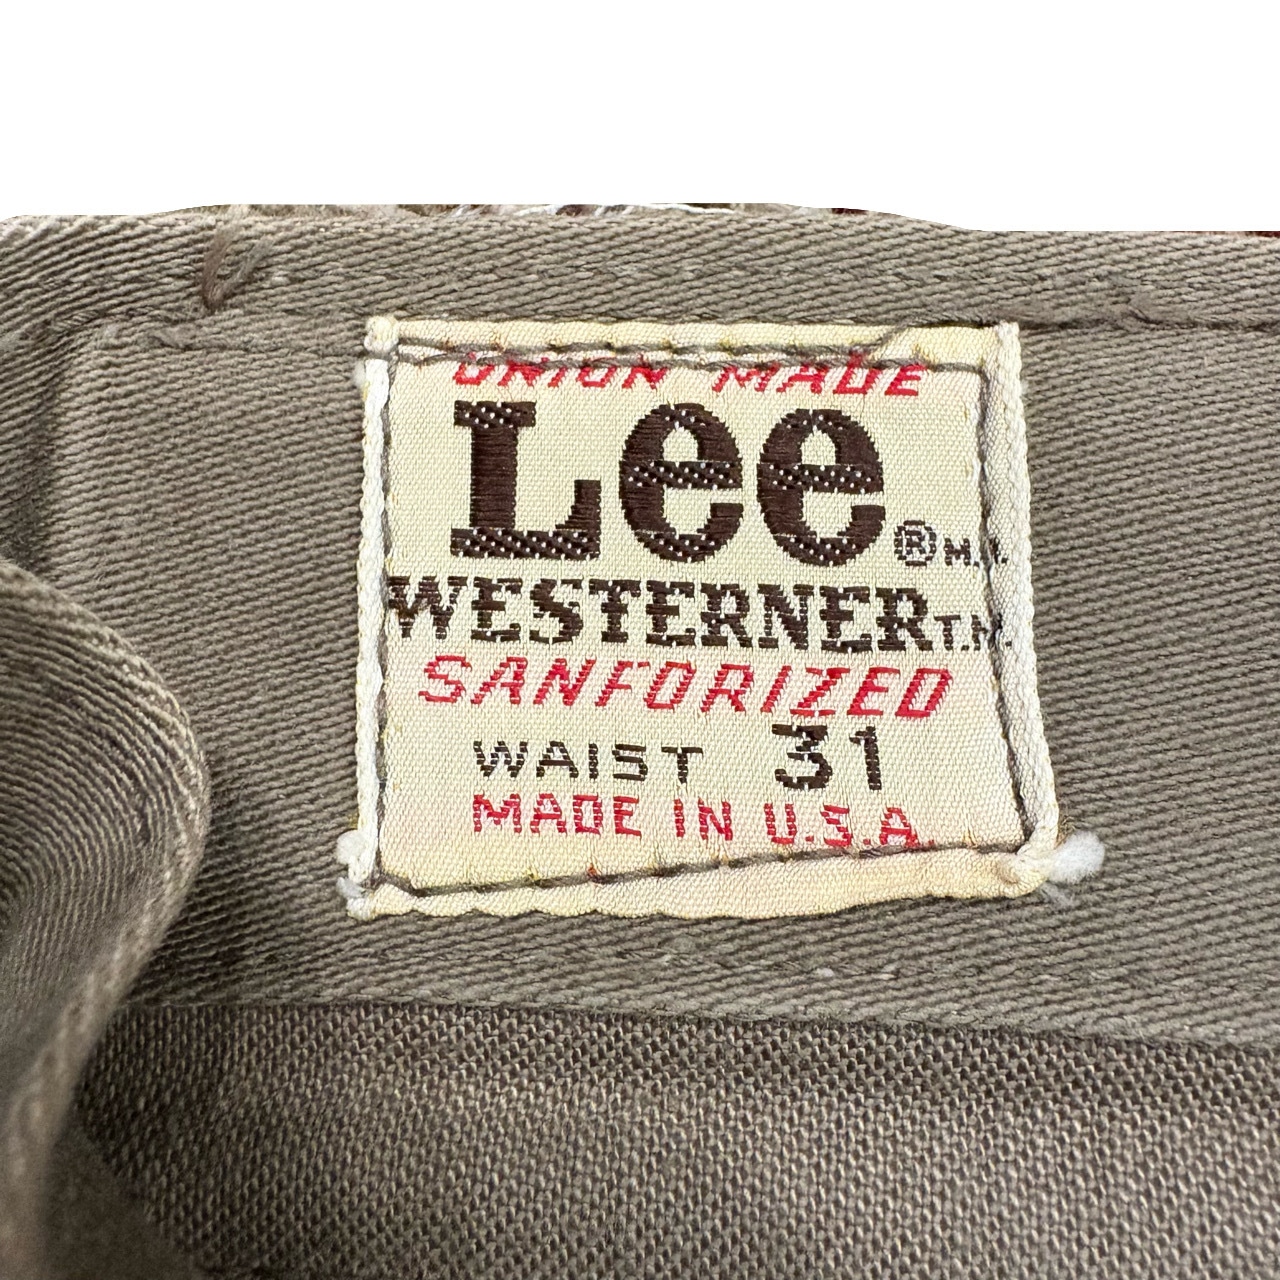 UNION MADE
Lee® M.R.
WESTERNER T.M.
SANFORIZED
WAIST 31
MADE IN U.S.A.